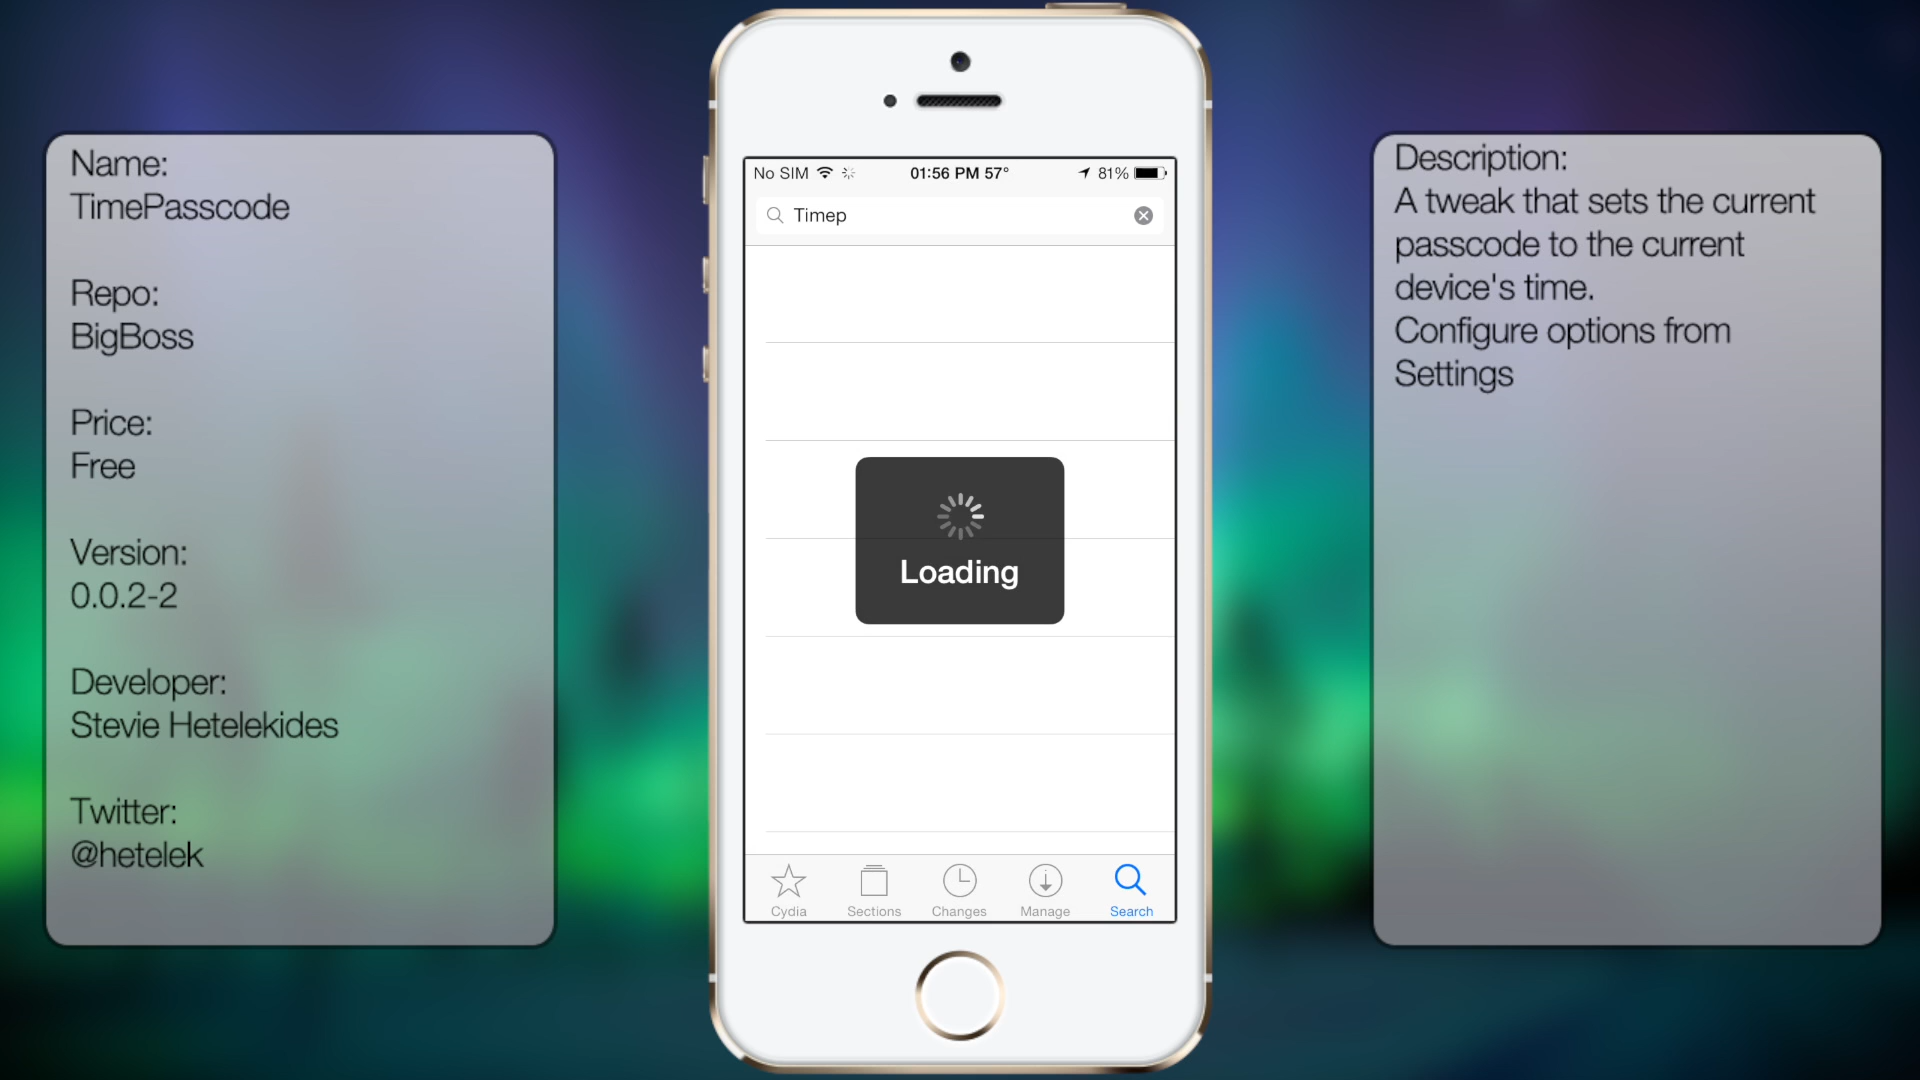 Name:
TimePasscode
Repo:
BigBoss
Price:
Free
Version:
0.0.2-2
Developer:
Stevie Hetelekides
Twitter:
@hetelek
No SIM 01:56 PM 57° 81%
Timep
Loading
Cydia Sections Changes Manage Search
Description:
A tweak that sets the current
passcode to the current
device's time.
Configure options from
Settings